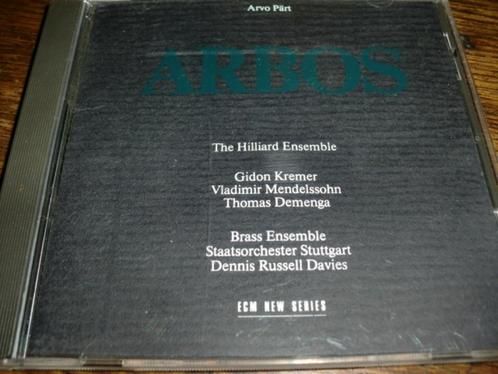 Arvo Pärt
ARBOS
The Hilliard Ensemble
Gidon Kremer
Vladimir Mendelssohn
Thomas Demenga
Brass Ensemble
Staatsorchester Stuttgart
Dennis Russell Davies
ECM NEW SERIES